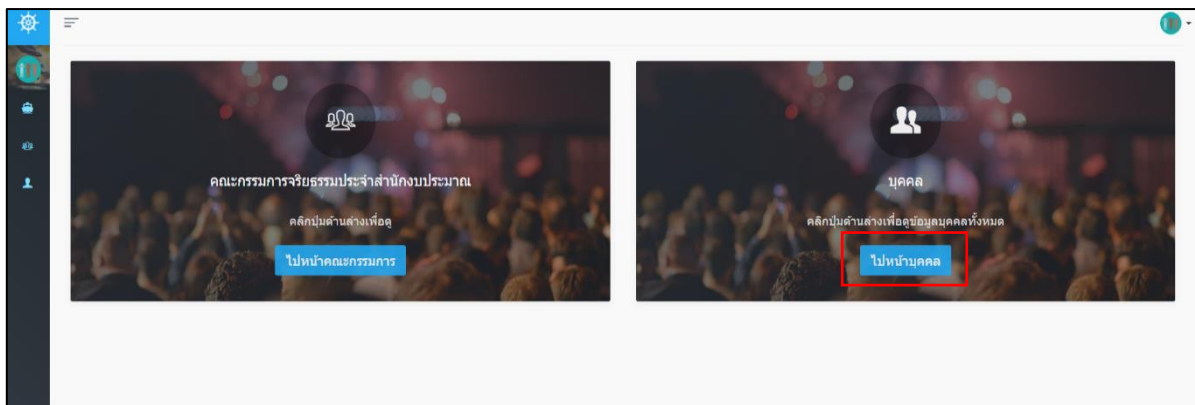 คณะกรรมการจริยธรรมประจำสำนักงบประมาณ
คลิกปุ่มด้านล่างเพื่อดู
ไปหน้าคณะกรรมการ
บุคคล
คลิกปุ่มด้านล่างเพื่อดูข้อมูลบุคคลทั้งหมด
ไปหน้าบุคคล